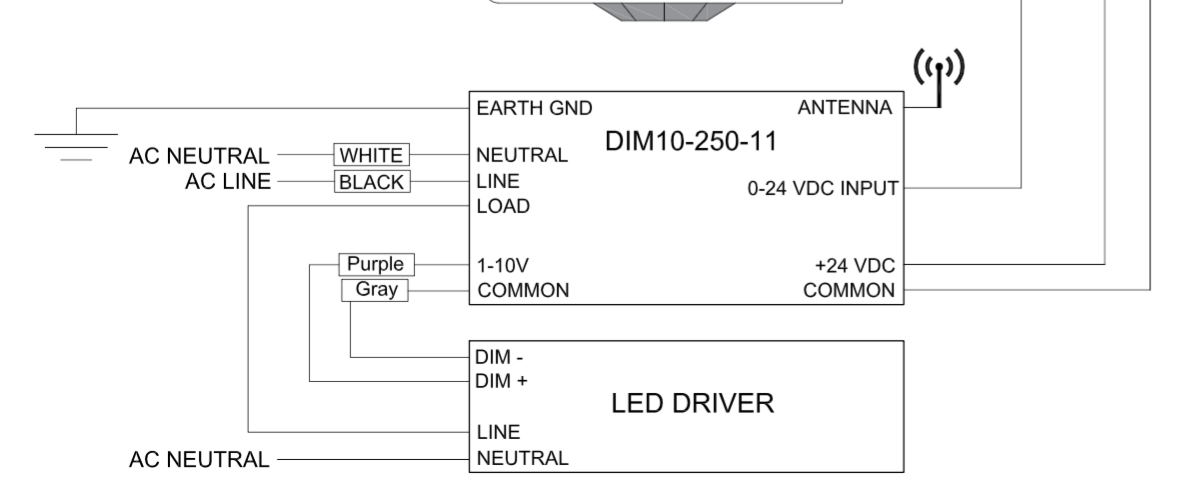 EARTH GND
ANTENNA
DIM10-250-11
AC NEUTRAL
WHITE
NEUTRAL
AC LINE
BLACK
LINE
0-24 VDC INPUT
LOAD
Purple
1-10V
+24 VDC
Gray
COMMON
COMMON
DIM -
DIM +
LED DRIVER
LINE
AC NEUTRAL
NEUTRAL